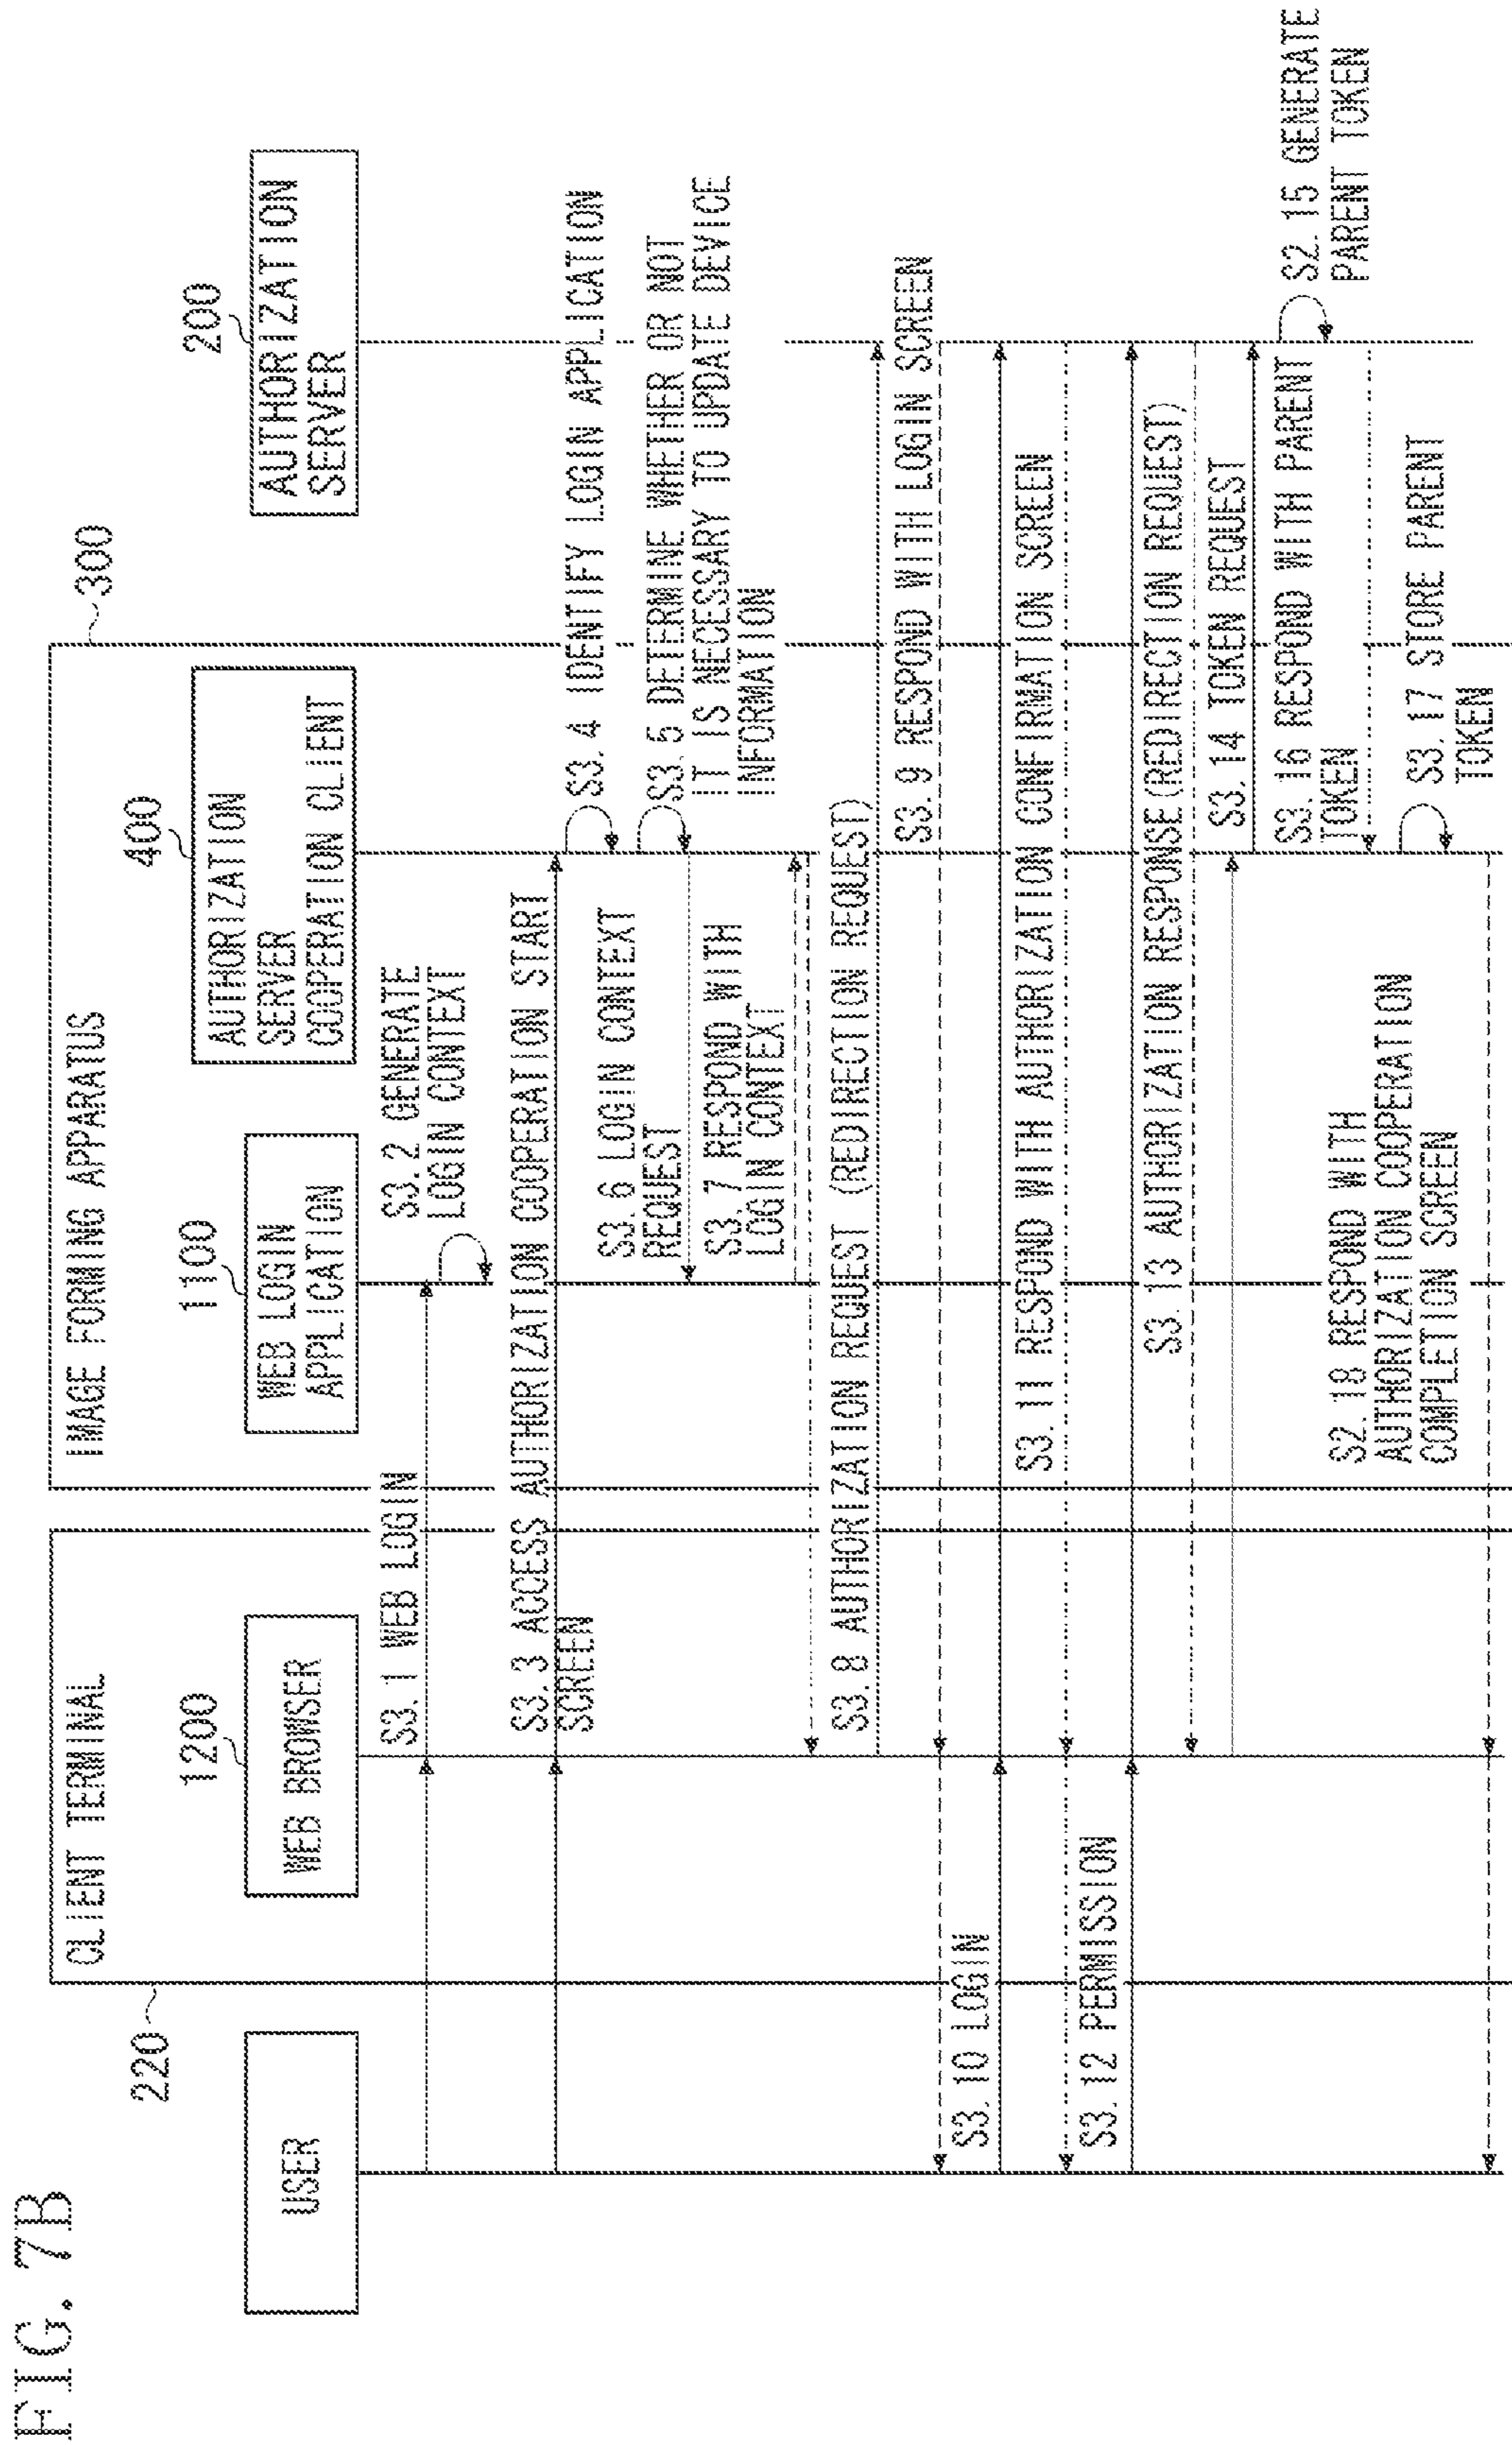 FIG. 7B
220
CLIENT TERMINAL
IMAGE FORMING APPARATUS
300
USER
1200
WEB BROWSER
1100
WEB LOGIN
APPLICATION
400
AUTHORIZATION
SERVER
COOPERATION CLIENT
200
AUTHORIZATION
SERVER
S3. 1 WEB LOGIN
S3. 2 GENERATE
LOGIN CONTEXT
S3. 3 ACCESS AUTHORIZATION COOPERATION START
SCREEN
S3. 4 IDENTIFY LOGIN APPLICATION
S3. 5 DETERMINE WHETHER OR NOT
IT IS NECESSARY TO UPDATE DEVICE
INFORMATION
S3. 6 LOGIN CONTEXT
REQUEST
S3. 7 RESPOND WITH
LOGIN CONTEXT
S3. 8 AUTHORIZATION REQUEST (REDIRECTION REQUEST)
S3. 9 RESPOND WITH LOGIN SCREEN
S3. 10 LOGIN
S3. 11 RESPOND WITH AUTHORIZATION CONFIRMATION SCREEN
S3. 12 PERMISSION
S3. 13 AUTHORIZATION RESPONSE (REDIRECTION REQUEST)
S3. 14 TOKEN REQUEST
S2. 15 GENERATE
PARENT TOKEN
S3. 16 RESPOND WITH PARENT
TOKEN
S3. 17 STORE PARENT
TOKEN
S2. 18 RESPOND WITH
AUTHORIZATION COOPERATION
COMPLETION SCREEN